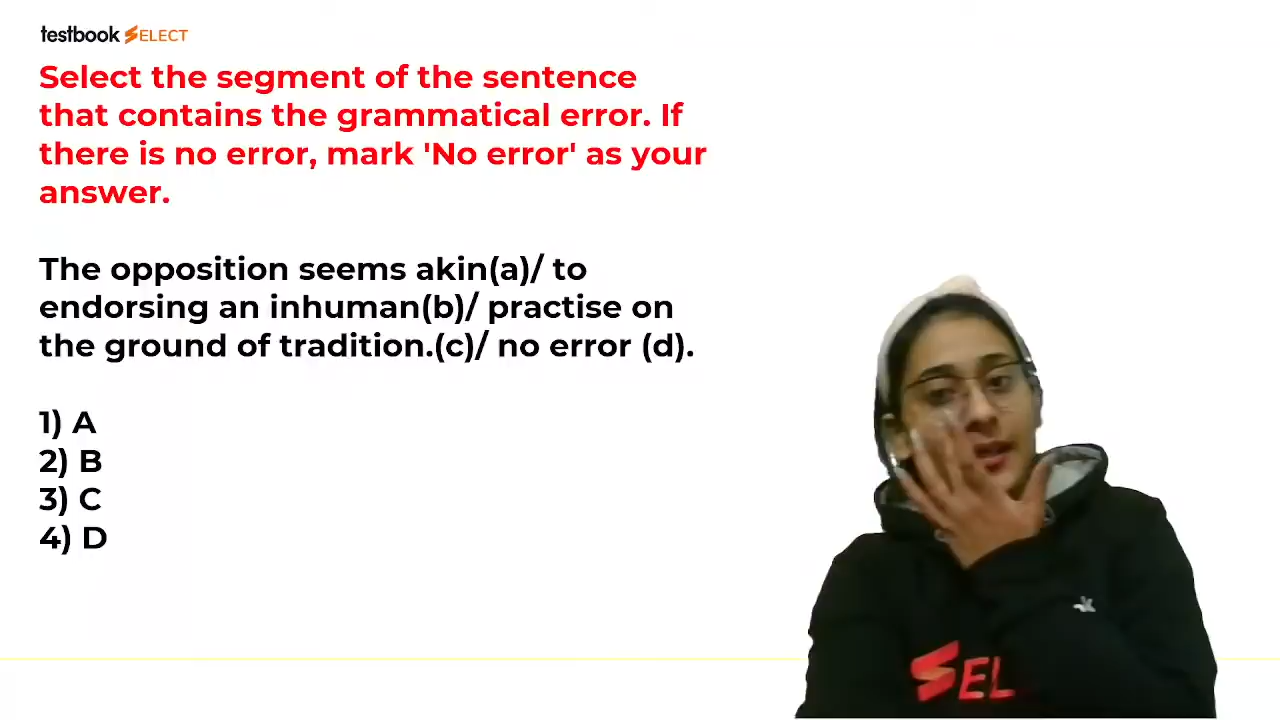 testbook SELECT
Select the segment of the sentence
that contains the grammatical error. If
there is no error, mark 'No error' as your
answer.
The opposition seems akin(a)/ to
endorsing an inhuman(b)/ practise on
the ground of tradition.(c)/ no error (d).
1) A
2) B
3) C
4) D
SEL